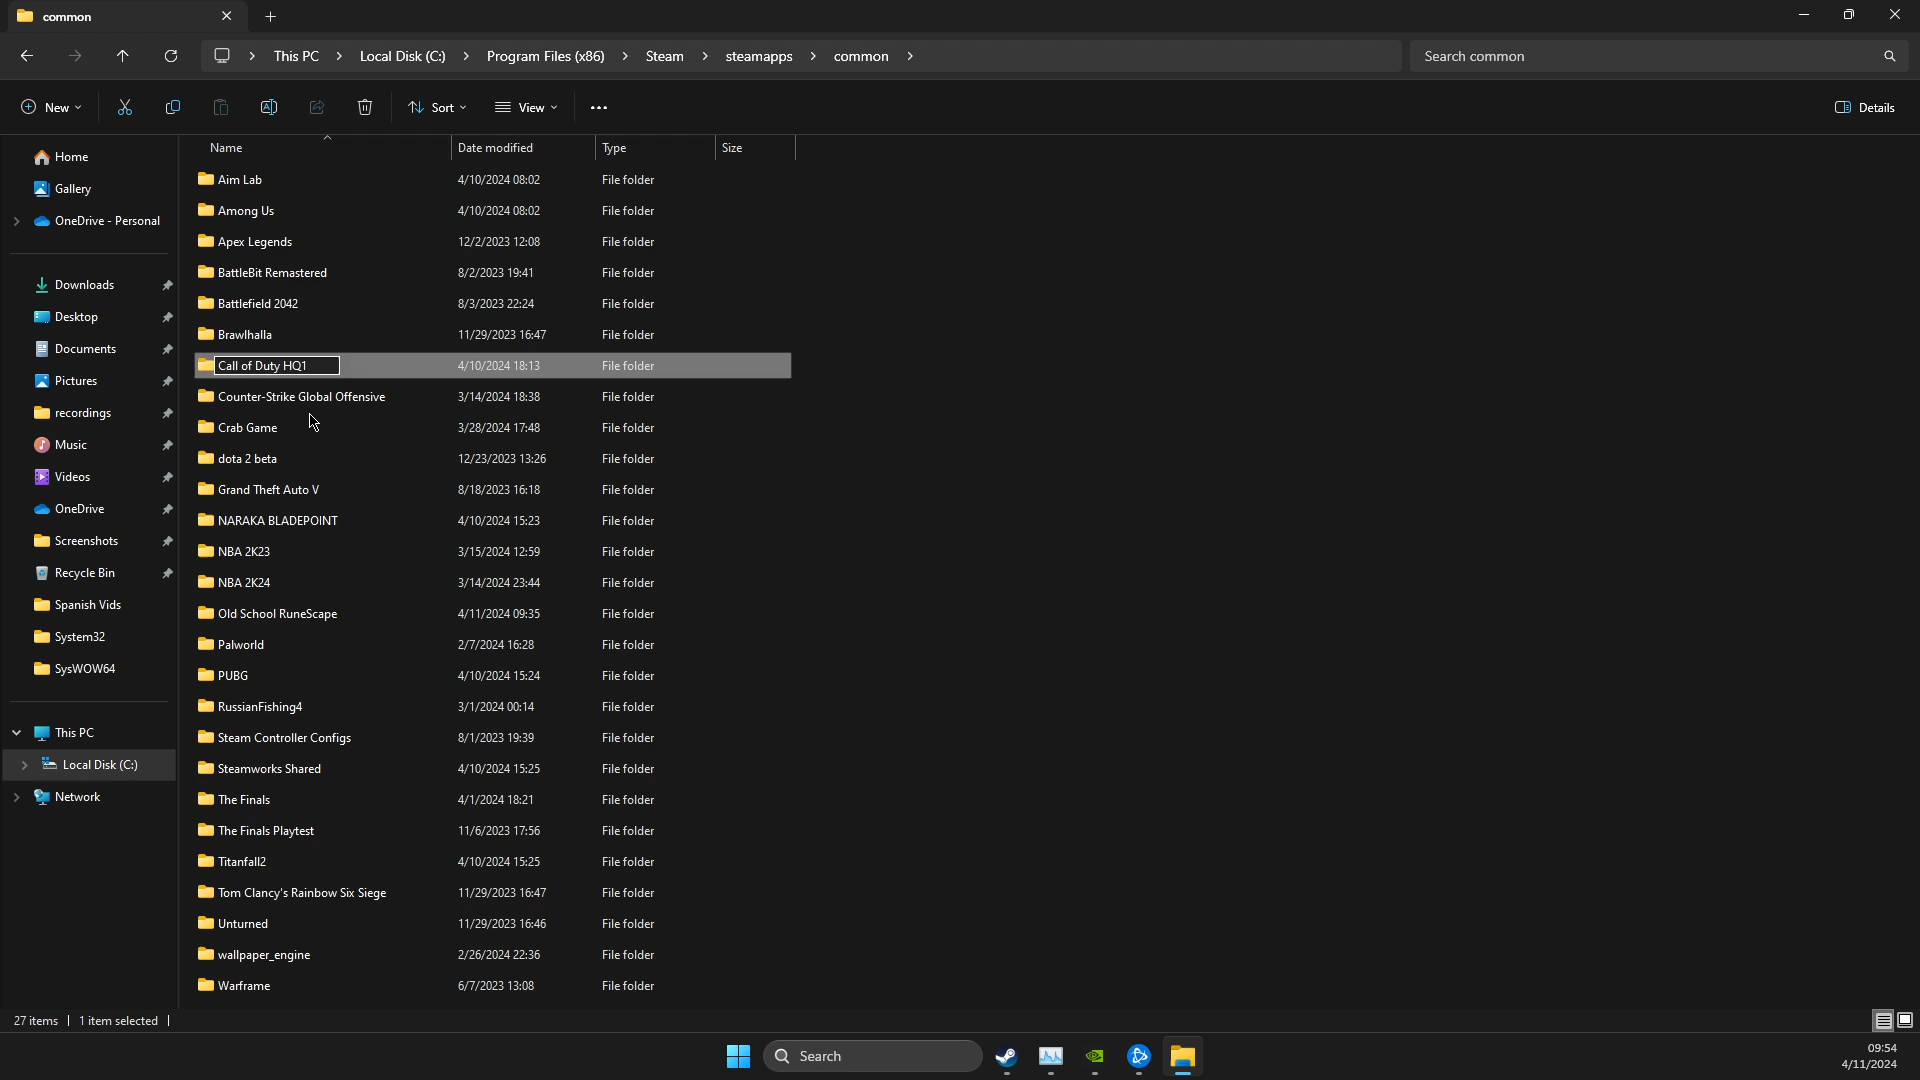 common
This PC > Local Disk (C:) > Program Files (x86) > Steam > steamapps > common >
Search common
New
Sort
View
Details
Name Date modified Type Size
Home
Gallery
OneDrive - Personal
Downloads
Desktop
Documents
Pictures
recordings
Music
Videos
OneDrive
Screenshots
Recycle Bin
Spanish Vids
System32
SysWOW64
This PC
Local Disk (C:)
Network
Aim Lab 4/10/2024 08:02 File folder
Among Us 4/10/2024 08:02 File folder
Apex Legends 12/2/2023 12:08 File folder
BattleBit Remastered 8/2/2023 19:41 File folder
Battlefield 2042 8/3/2023 22:24 File folder
Brawlhalla 11/29/2023 16:47 File folder
Call of Duty HQ1 4/10/2024 18:13 File folder
Counter-Strike Global Offensive 3/14/2024 18:38 File folder
Crab Game 3/28/2024 17:48 File folder
dota 2 beta 12/23/2023 13:26 File folder
Grand Theft Auto V 8/18/2023 16:18 File folder
NARAKA BLADEPOINT 4/10/2024 15:23 File folder
NBA 2K23 3/15/2024 12:59 File folder
NBA 2K24 3/14/2024 23:44 File folder
Old School RuneScape 4/11/2024 09:35 File folder
Palworld 2/7/2024 16:28 File folder
PUBG 4/10/2024 15:24 File folder
RussianFishing4 3/1/2024 00:14 File folder
Steam Controller Configs 8/1/2023 19:39 File folder
Steamworks Shared 4/10/2024 15:25 File folder
The Finals 4/1/2024 18:21 File folder
The Finals Playtest 11/6/2023 17:56 File folder
Titanfall2 4/10/2024 15:25 File folder
Tom Clancy's Rainbow Six Siege 11/29/2023 16:47 File folder
Unturned 11/29/2023 16:46 File folder
wallpaper_engine 2/26/2024 22:36 File folder
Warframe 6/7/2023 13:08 File folder
27 items | 1 item selected |
Search
09:54
4/11/2024